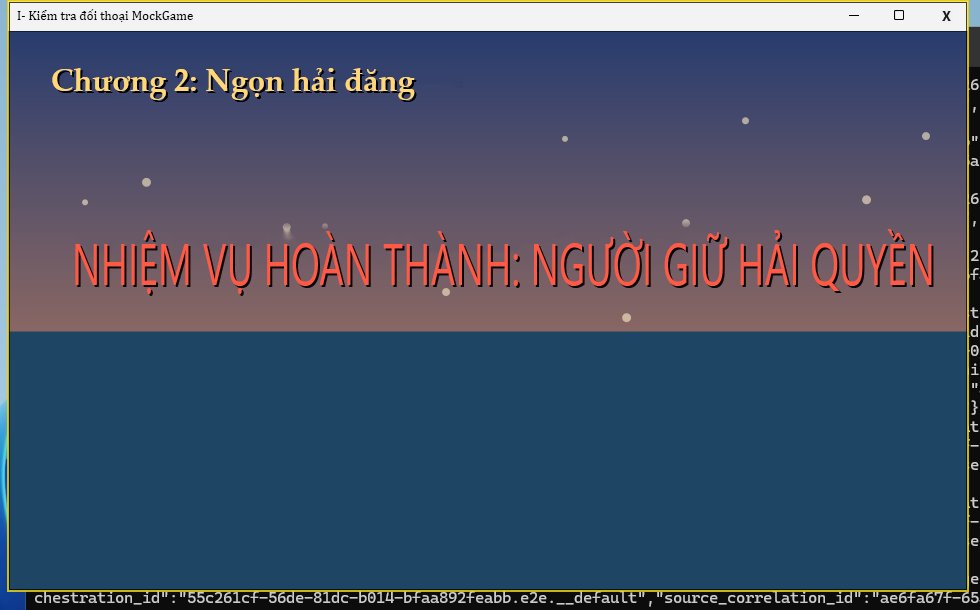 I- Kiểm tra đối thoại MockGame
Chương 2: Ngọn hải đăng
NHIỆM VỤ HOÀN THÀNH: NGƯỜI GIỮ HẢI QUYỀN
chestration_id":"55c261cf-56de-81dc-b014-bfaa892feabb.e2e.__default","source_correlation_id":"ae6fa67f-6